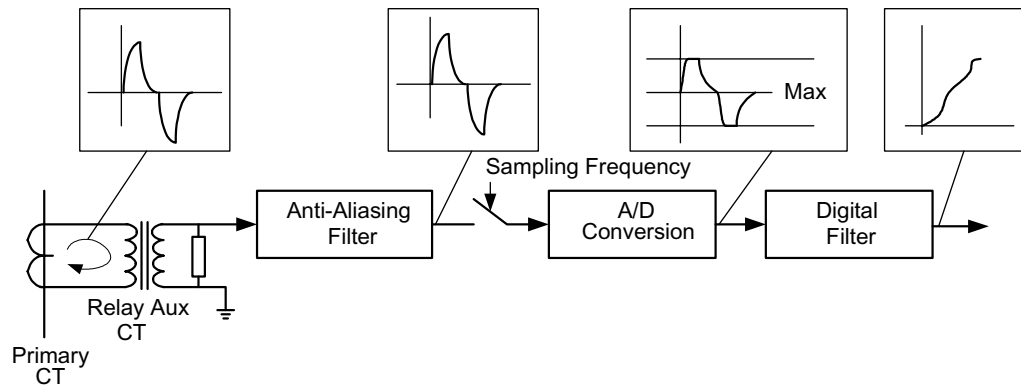 Max
Sampling Frequency
Anti-Aliasing
Filter
A/D
Conversion
Digital
Filter
Relay Aux
CT
Primary
CT